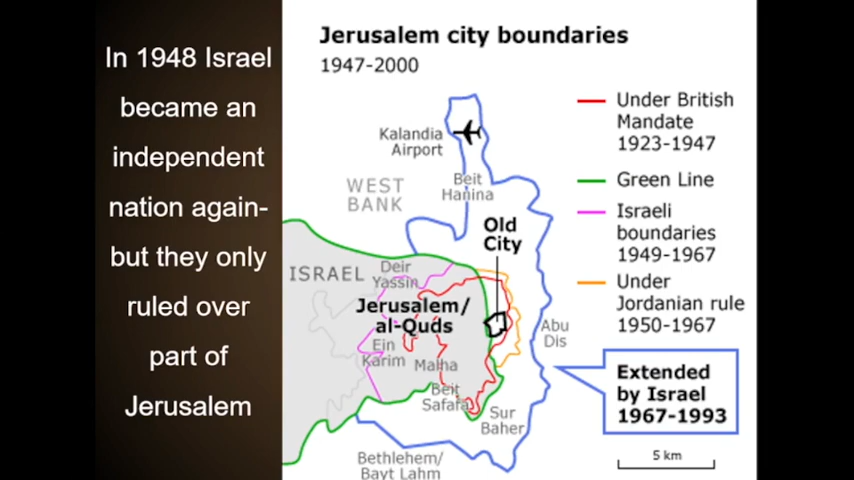 In 1948 Israel
became an
independent
nation again-
but they only
ruled over
part of
Jerusalem
Jerusalem city boundaries
1947-2000
Kalandia
Airport
WEST
BANK
Beit
Hanina
Old
City
ISRAEL
Deir
Yassin
Jerusalem/
al-Quds
Ein
Karim
Malha
Beit
Safafa
Sur
Baher
Abu
Dis
Bethlehem/
Bayt Lahm
Under British
Mandate
1923-1947
Green Line
Israeli
boundaries
1949-1967
Under
Jordanian rule
1950-1967
Extended
by Israel
1967-1993
5 km